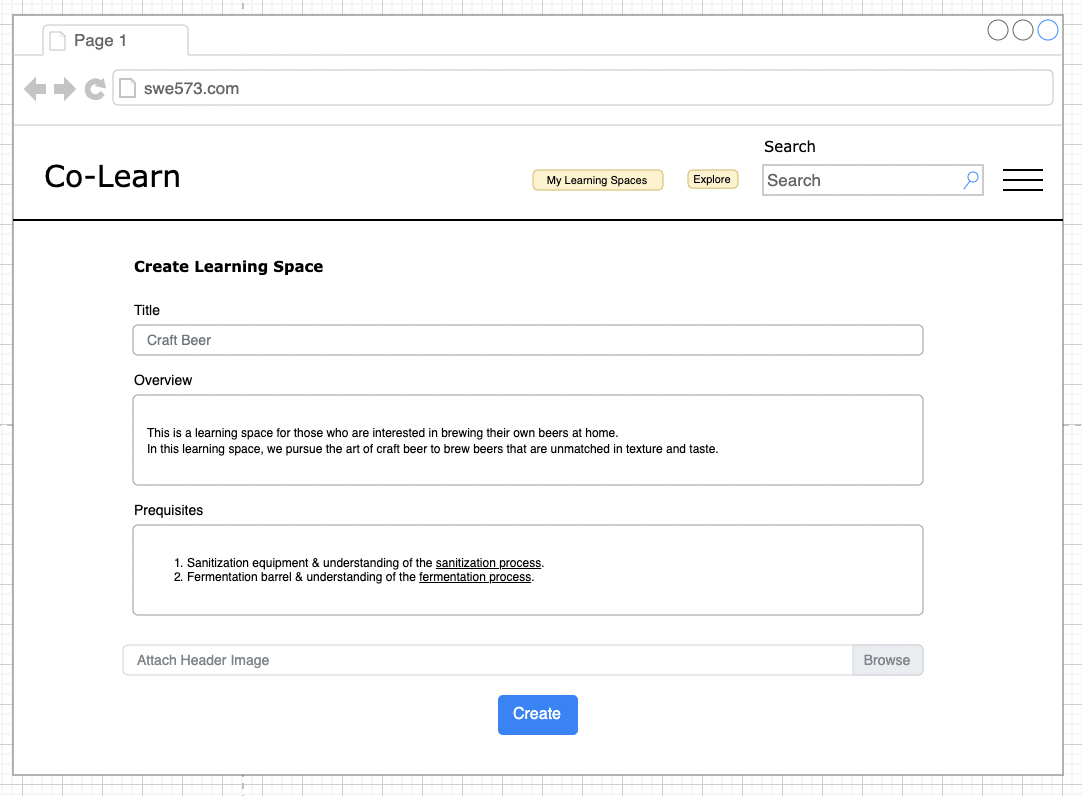 Page 1
swe573.com
Search
Co-Learn
My Learning Spaces
Explore
Search
Create Learning Space
Title
Craft Beer
Overview
This is a learning space for those who are interested in brewing their own beers at home.
In this learning space, we pursue the art of craft beer to brew beers that are unmatched in texture and taste.
Prequisites
1. Sanitization equipment & understanding of the sanitization process.
2. Fermentation barrel & understanding of the fermentation process.
Attach Header Image
Browse
Create